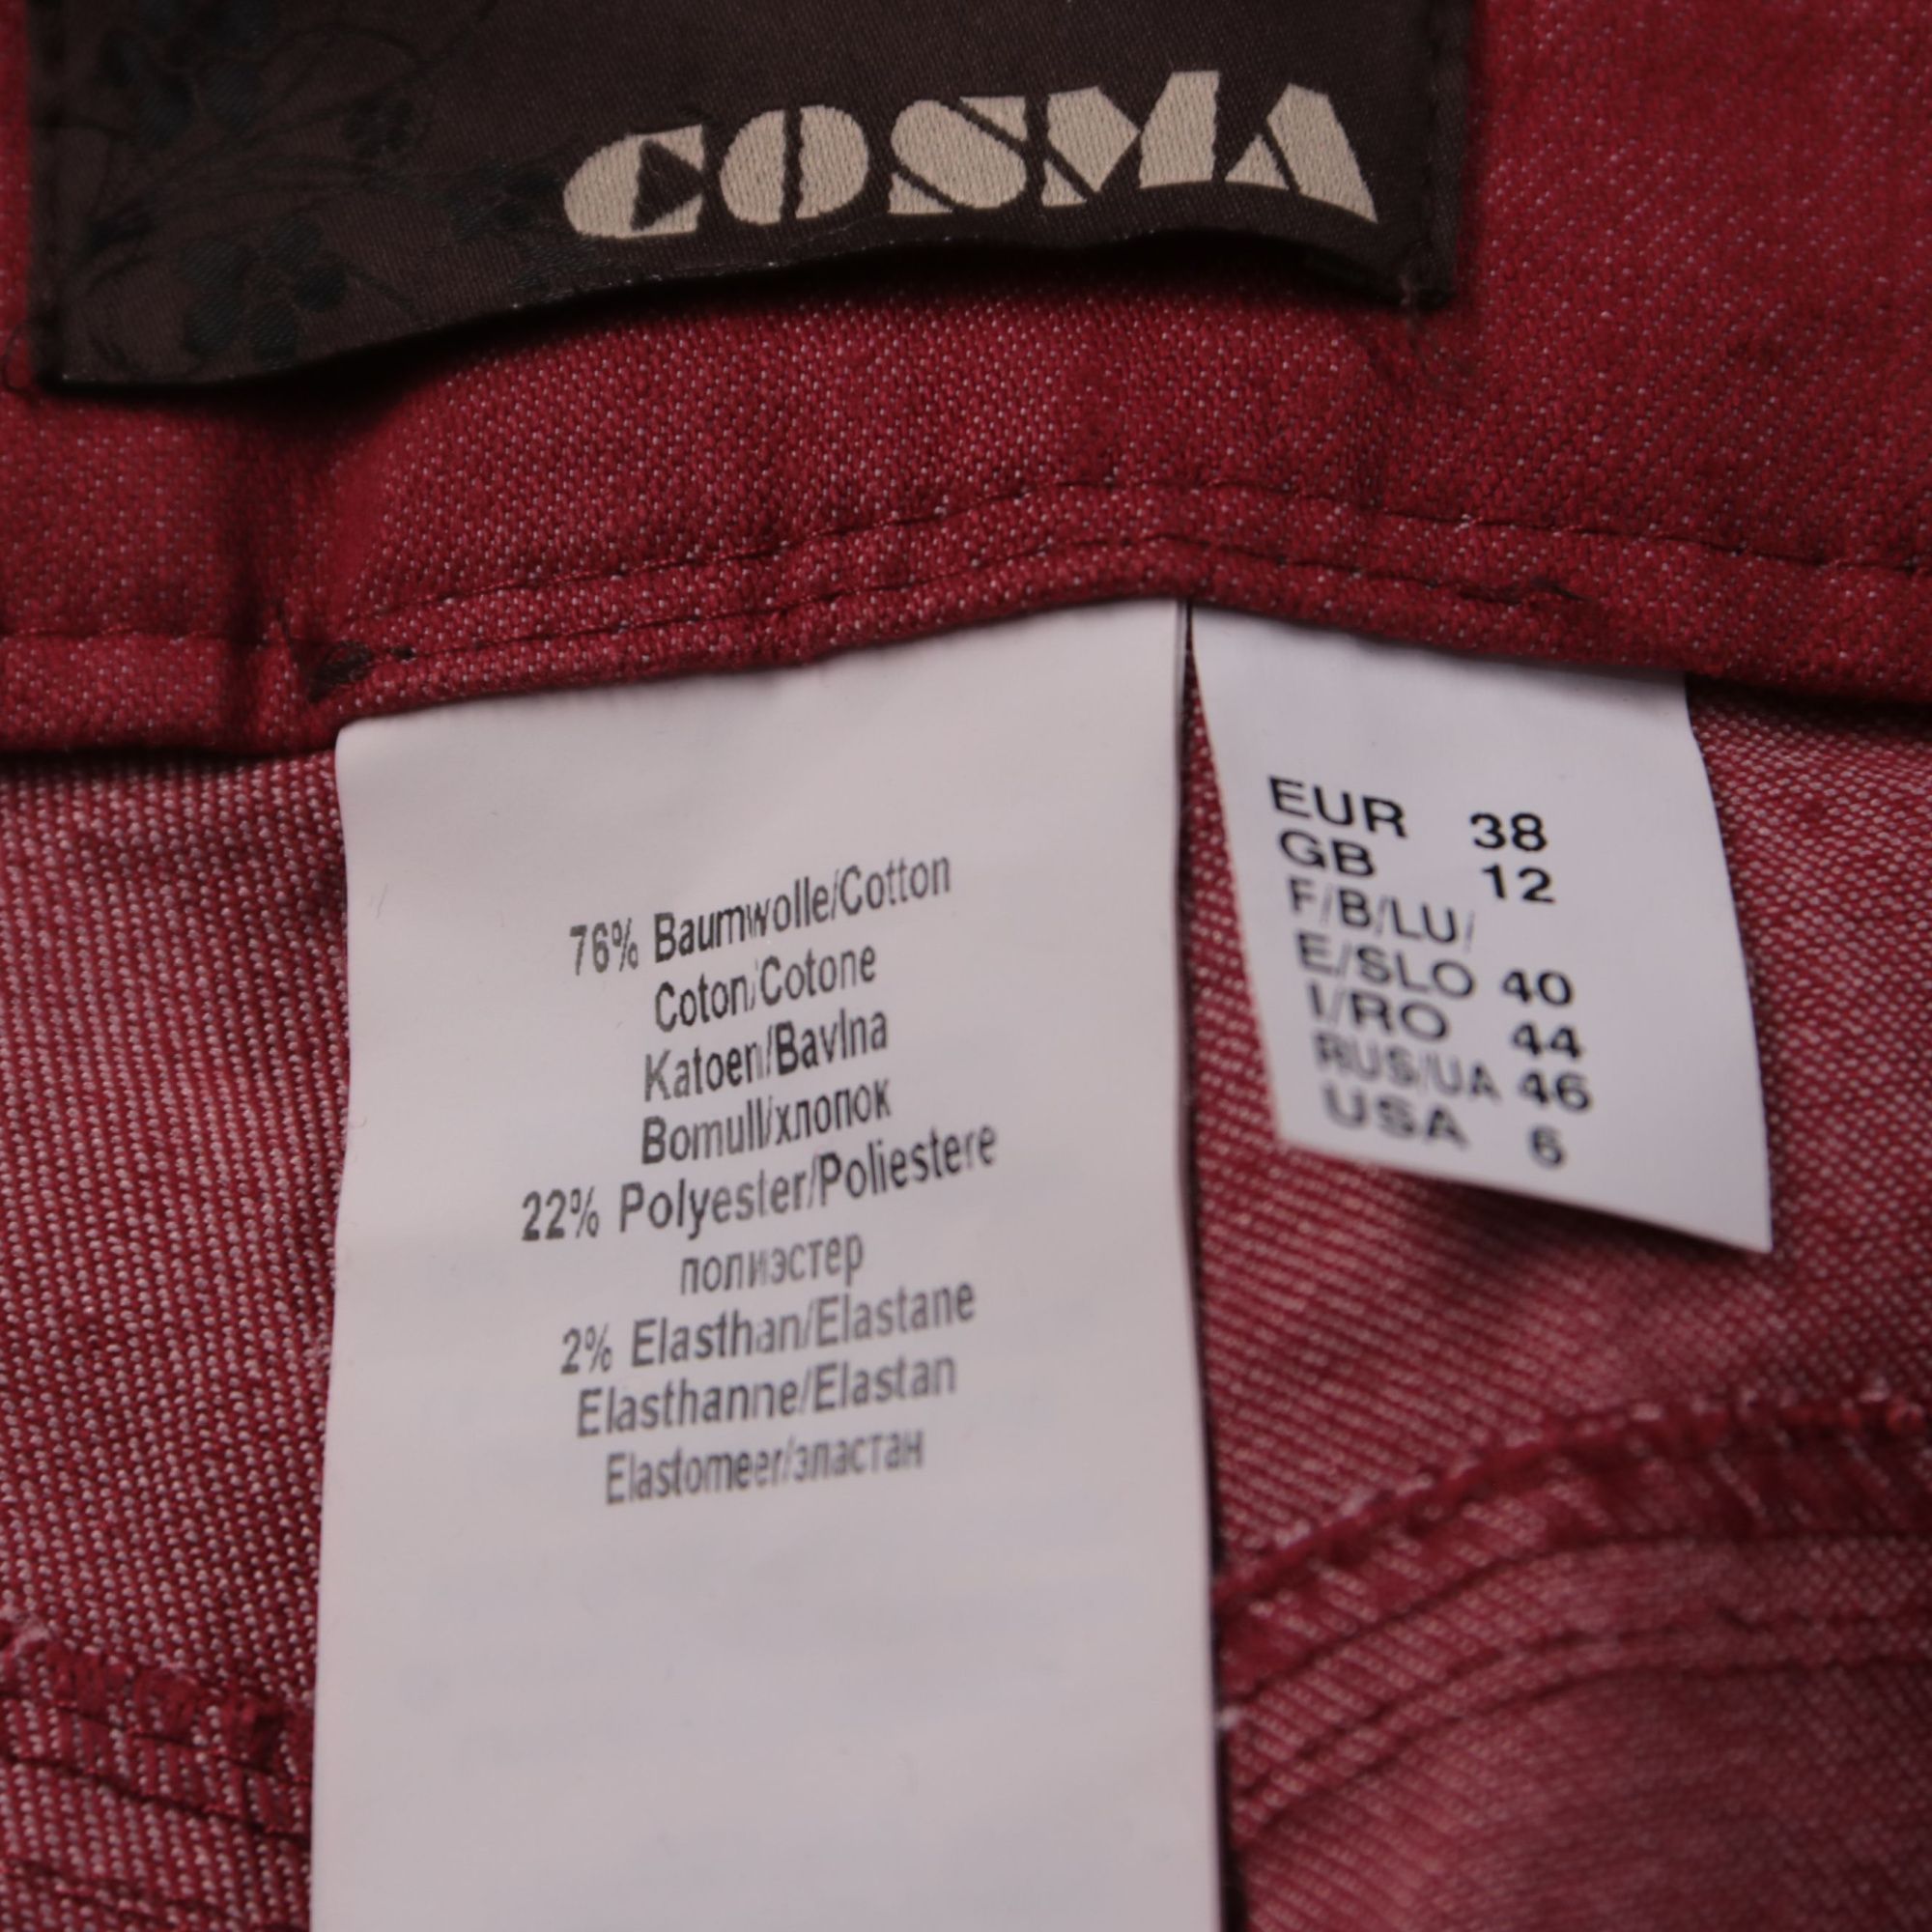 COSMA
76% Baumwolle/Cotton
Coton/Cotone
Katoen/Bavlna
Bomull/хлопок
22% Polyester/Poliestere
полиэстер
2% Elasthan/Elastane
Elasthanne/Elastan
Elastomeer/эластан
EUR 38
GB 12
F/B/LU/
E/SLO 40
I/RO 44
RUS/UA 46
USA 6